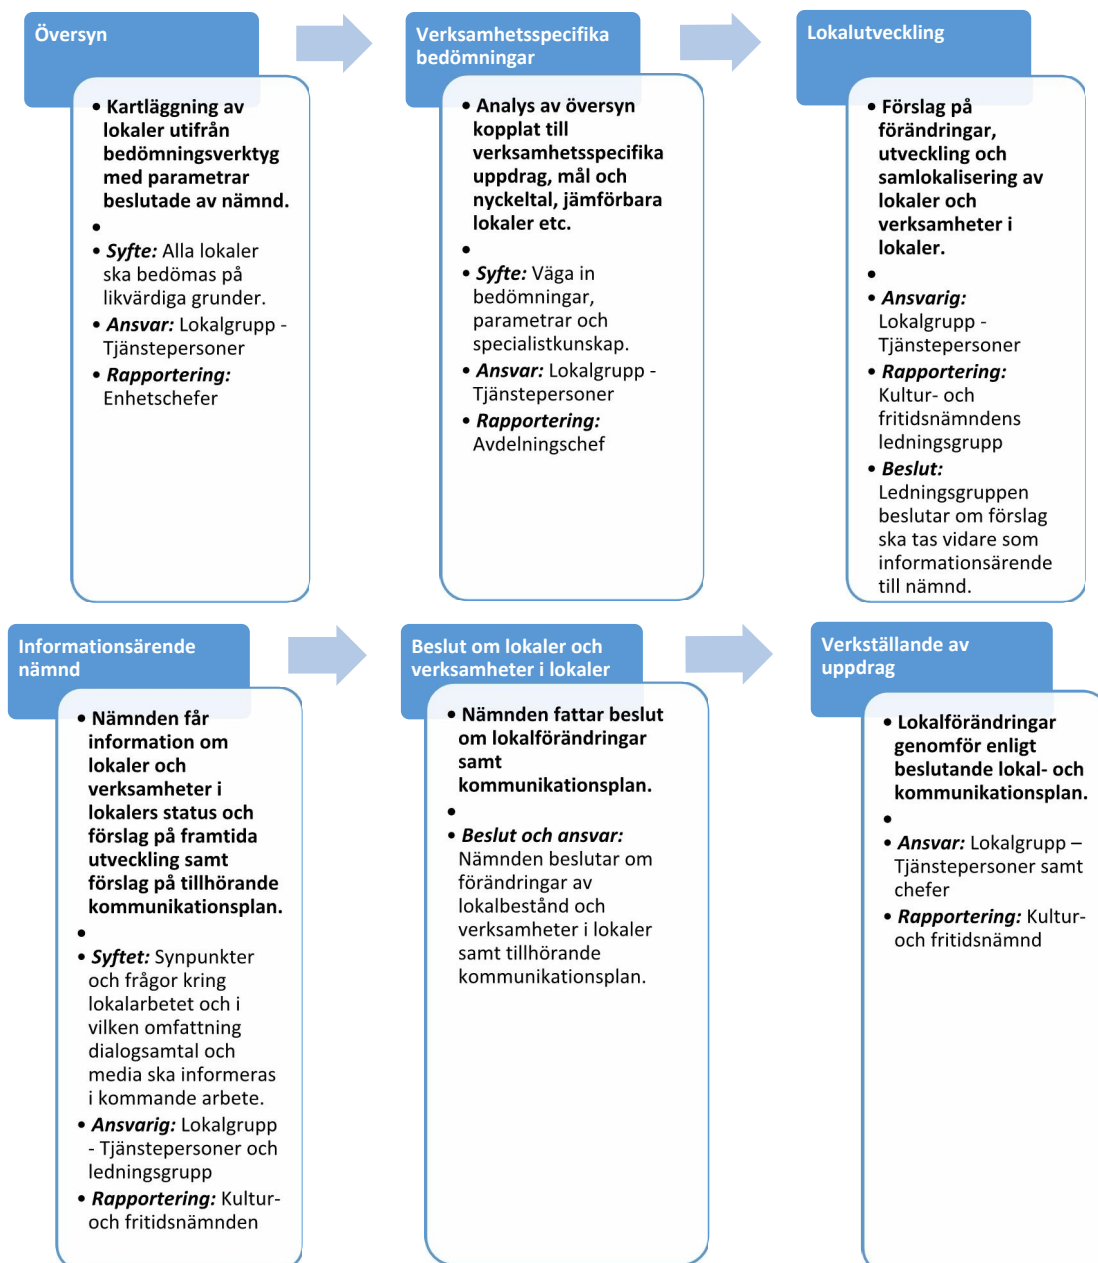 Översyn
• Kartläggning av
lokaler utifrån
bedömningsverktyg
med parametrar
beslutade av nämnd.
•
• Syfte: Alla lokaler
ska bedömas på
likvärdiga grunder.
• Ansvar: Lokalgrupp -
Tjänstepersoner
• Rapportering:
Enhetschefer
Verksamhetsspecifika
bedömningar
• Analys av översyn
kopplat till
verksamhetsspecifika
uppdrag, mål och
nyckeltal, jämförbara
lokaler etc.
•
• Syfte: Väga in
bedömningar,
parametrar och
specialistkunskap.
• Ansvar: Lokalgrupp -
Tjänstepersoner
• Rapportering:
Avdelningschef
Lokalutveckling
• Förslag på
förändringar,
utveckling och
samlokalisering av
lokaler och
verksamheter i
lokaler.
•
• Ansvarig:
Lokalgrupp -
Tjänstepersoner
• Rapportering:
Kultur- och
fritidsnämndens
ledningsgrupp
• Beslut:
Ledningsgruppen
beslutar om förslag
ska tas vidare som
informationsärende
till nämnd.
Informationsärende
nämnd
• Nämnden får
information om
lokaler och
verksamheter i
lokalers status och
förslag på framtida
utveckling samt
förslag på tillhörande
kommunikationsplan.
•
• Syftet: Synpunkter
och frågor kring
lokalarbetet och i
vilken omfattning
dialogsamtal och
media ska informeras
i kommande arbete.
• Ansvarig: Lokalgrupp
- Tjänstepersoner och
ledningsgrupp
• Rapportering: Kultur-
och fritidsnämnden
Beslut om lokaler och
verksamheter i lokaler
• Nämnden fattar beslut
om lokalförändringar
samt
kommunikationsplan.
•
• Beslut och ansvar:
Nämnden beslutar om
förändringar av
lokalbestånd och
verksamheter i lokaler
samt tillhörande
kommunikationsplan.
Verkställande av
uppdrag
• Lokalförändringar
genomför enligt
beslutande lokal- och
kommunikationsplan.
•
• Ansvar: Lokalgrupp –
Tjänstepersoner samt
chefer
• Rapportering: Kultur-
och fritidsnämnd